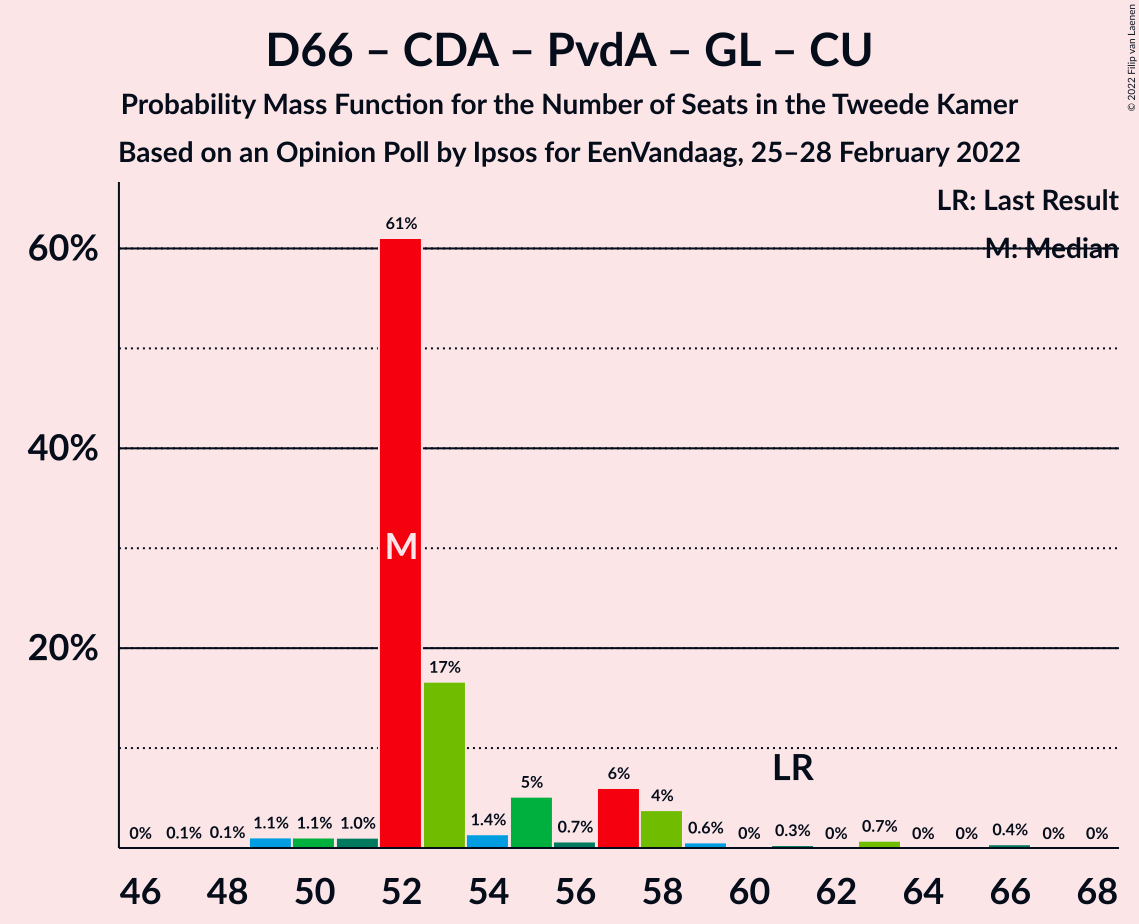 D66 – CDA – PvdA – GL – CU
Probability Mass Function for the Number of Seats in the Tweede Kamer
Based on an Opinion Poll by Ipsos for EenVandaag, 25–28 February 2022
© 2022 Filip van Laenen
LR: Last Result
M: Median
60%
40%
20%
0% 0.1% 0.1% 1.1% 1.1% 1.0% 61% 17% 1.4% 5% 0.7% 6% 4% 0.6% 0% 0.3% 0% 0.7% 0% 0% 0.4% 0% 0%
M
LR
46 48 50 52 54 56 58 60 62 64 66 68